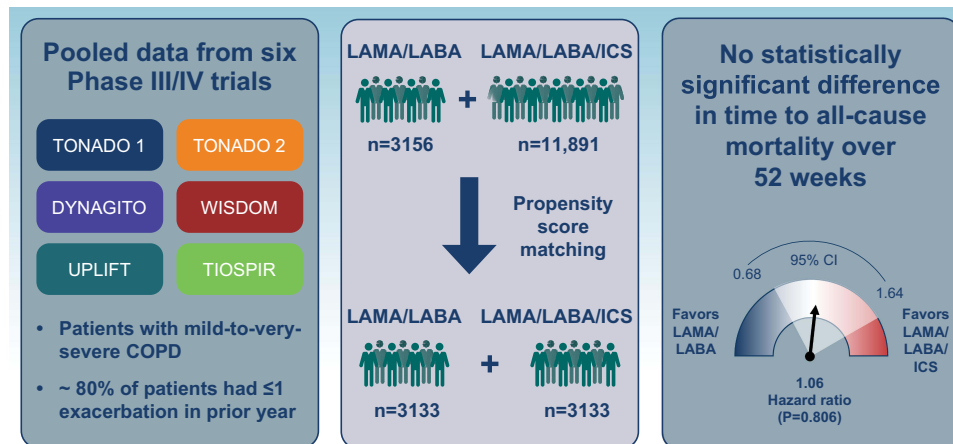 Pooled data from six
Phase III/IV trials
TONADO 1
TONADO 2
DYNAGITO
WISDOM
UPLIFT
TIOSPIR
• Patients with mild-to-very-
severe COPD
• ~ 80% of patients had ≤1
exacerbation in prior year
LAMA/LABA
LAMA/LABA/ICS
+
n=3156
n=11,891
Propensity
score
matching
LAMA/LABA
LAMA/LABA/ICS
+
n=3133
n=3133
No statistically
significant difference
in time to all-cause
mortality over
52 weeks
95% CI
0.68
1.64
Favors
LAMA/
LABA
Favors
LAMA/
LABA/
ICS
1.06
Hazard ratio
(P=0.806)